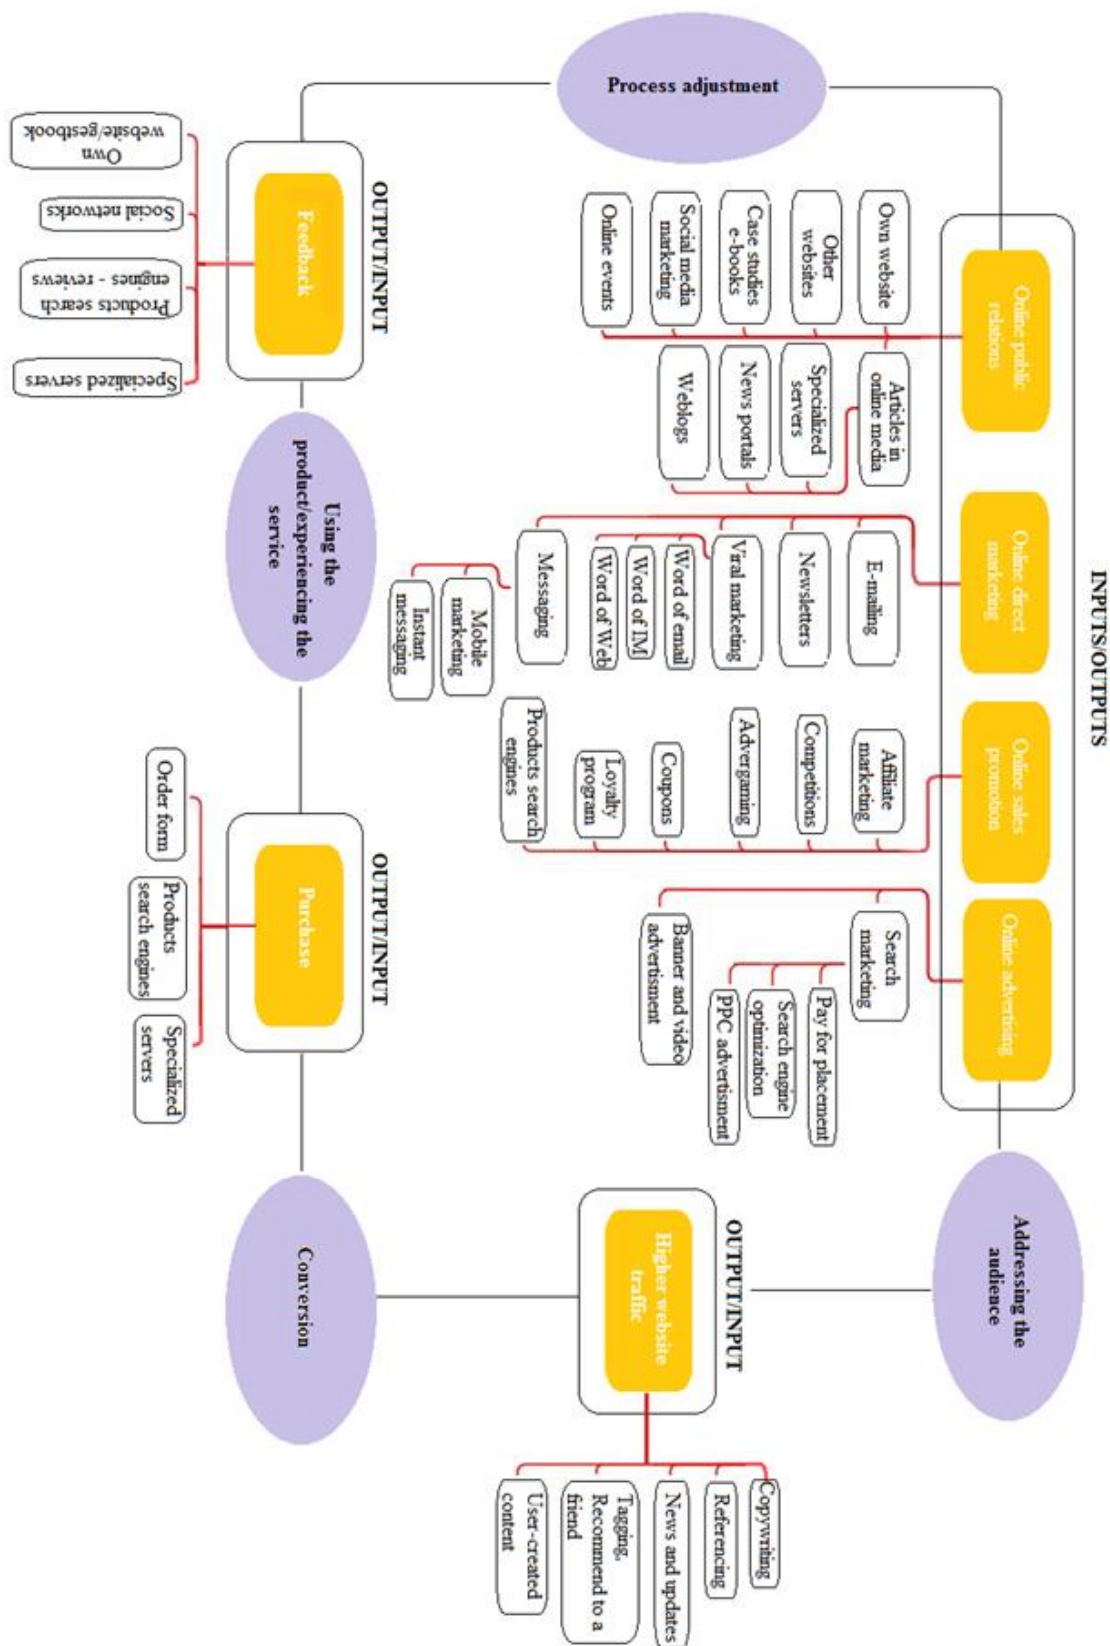 INPUTS/OUTPUTS
Online public
relations
Online direct
marketing
Online sales
promotion
Online advertising
Own website
Other
websites
Case studies
e-books
Social media
marketing
Online events
Articles in
online media
Specialized
servers
News portals
Weblogs
E-mailing
Newsletters
Viral marketing
Word of email
Word of IM
Word of Web
Messaging
Mobile
marketing
Instant
messaging
Affiliate
marketing
Competitions
Advergaming
Coupons
Loyalty
program
Products search
engines
Search
marketing
Pay for placement
Search engine
optimization
PPC advertisment
Banner and video
advertisment
Process adjustment
Addressing the
audience
OUTPUT/INPUT
Higher website
traffic
Copywriting
Referencing
News and updates
Tagging,
Recommend to a
friend
User-created
content
Conversion
OUTPUT/INPUT
Purchase
Order form
Products
search engines
Specialized
servers
Using the
product/experiencing the
service
OUTPUT/INPUT
Feedback
Own
website/gestbook
Social networks
Products search
engines - reviews
Specialized servers